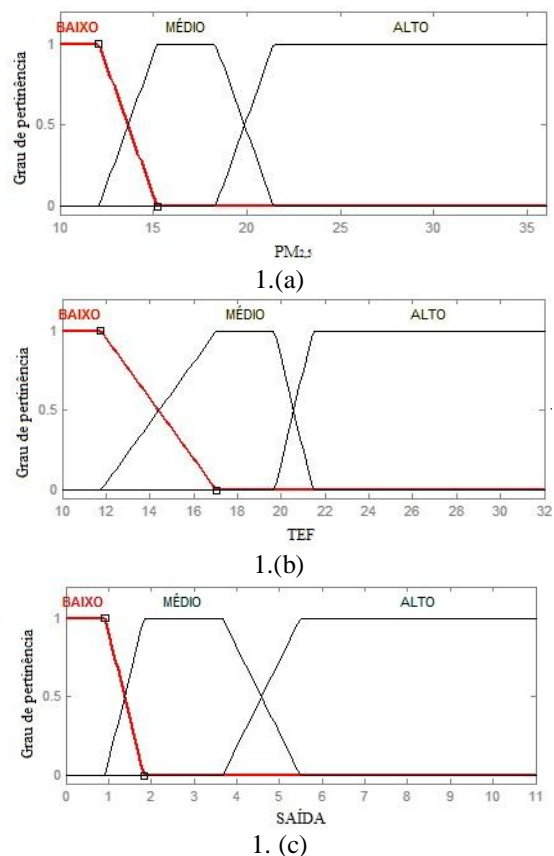 BAIXO MÉDIO ALTO
Grau de pertinência
1
0.5
0
10 15 20 25 30 35
PM2,5
1.(a)
BAIXO MÉDIO ALTO
Grau de pertinência
1
0.5
0
10 12 14 16 18 20 22 24 26 28 30 32
TEF
1.(b)
BAIXO MÉDIO ALTO
Grau de pertinência
1
0.5
0
0 1 2 3 4 5 6 7 8 9 10 11
SAÍDA
1. (c)